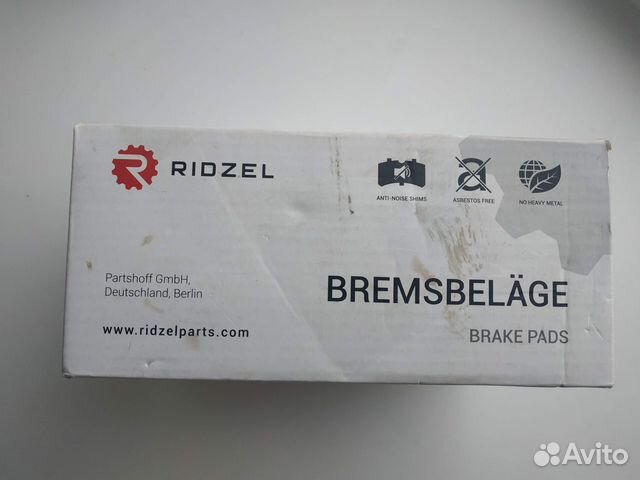 RIDZEL
ANTI-NOISE SHIMS
ASBESTOS FREE
NO HEAVY METAL
Partshoff GmbH,
Deutschland, Berlin
BREMSBELÄGE
www.ridzelparts.com
BRAKE PADS
Avito